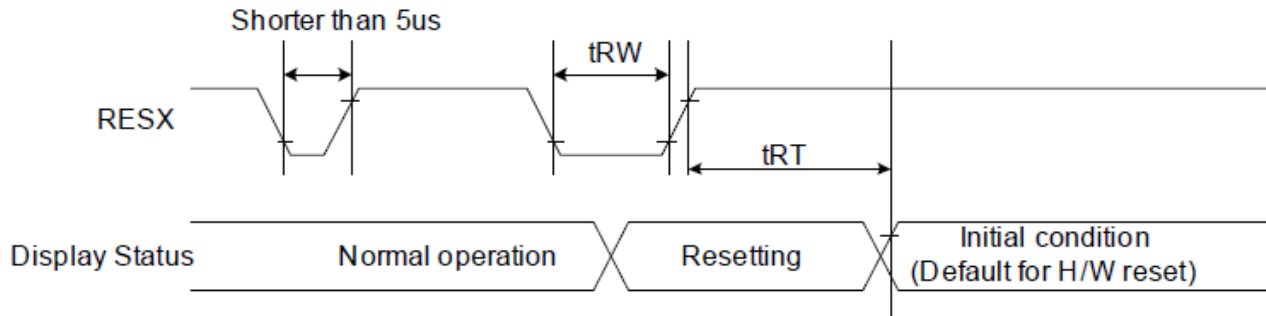 Shorter than 5us
tRW
RESX
tRT
Display Status
Normal operation
Resetting
Initial condition
(Default for H/W reset)